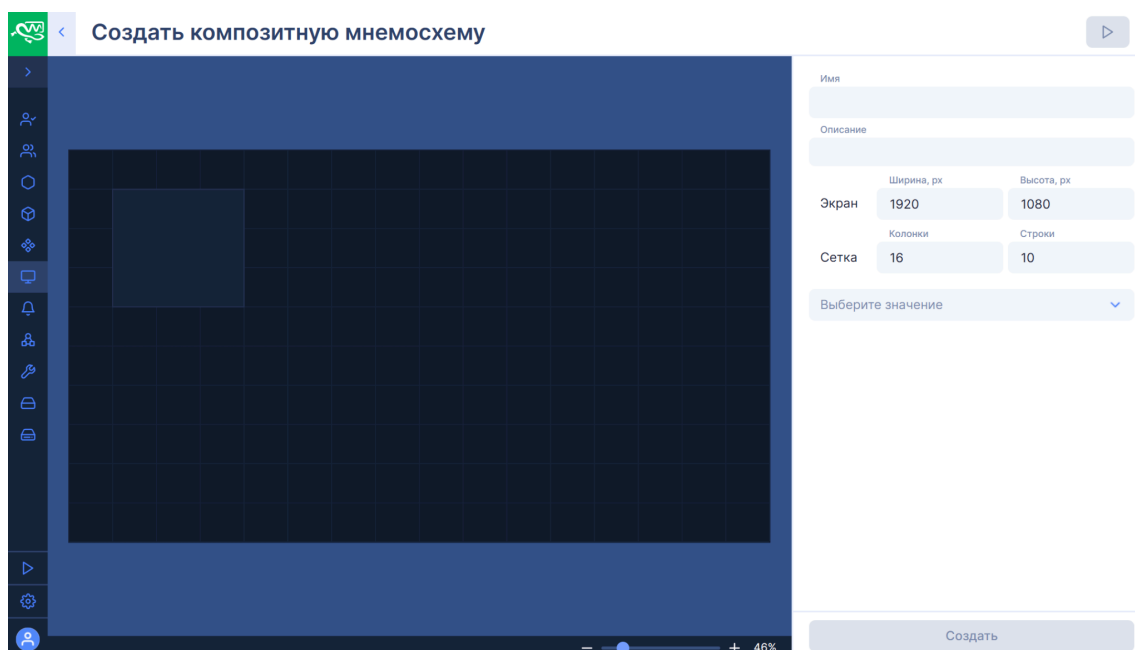 Создать композитную мнемосхему
Имя
Описание
Ширина, px Высота, px
Экран 1920 1080
Колонки Строки
Сетка 16 10
Выберите значение
46%
Создать